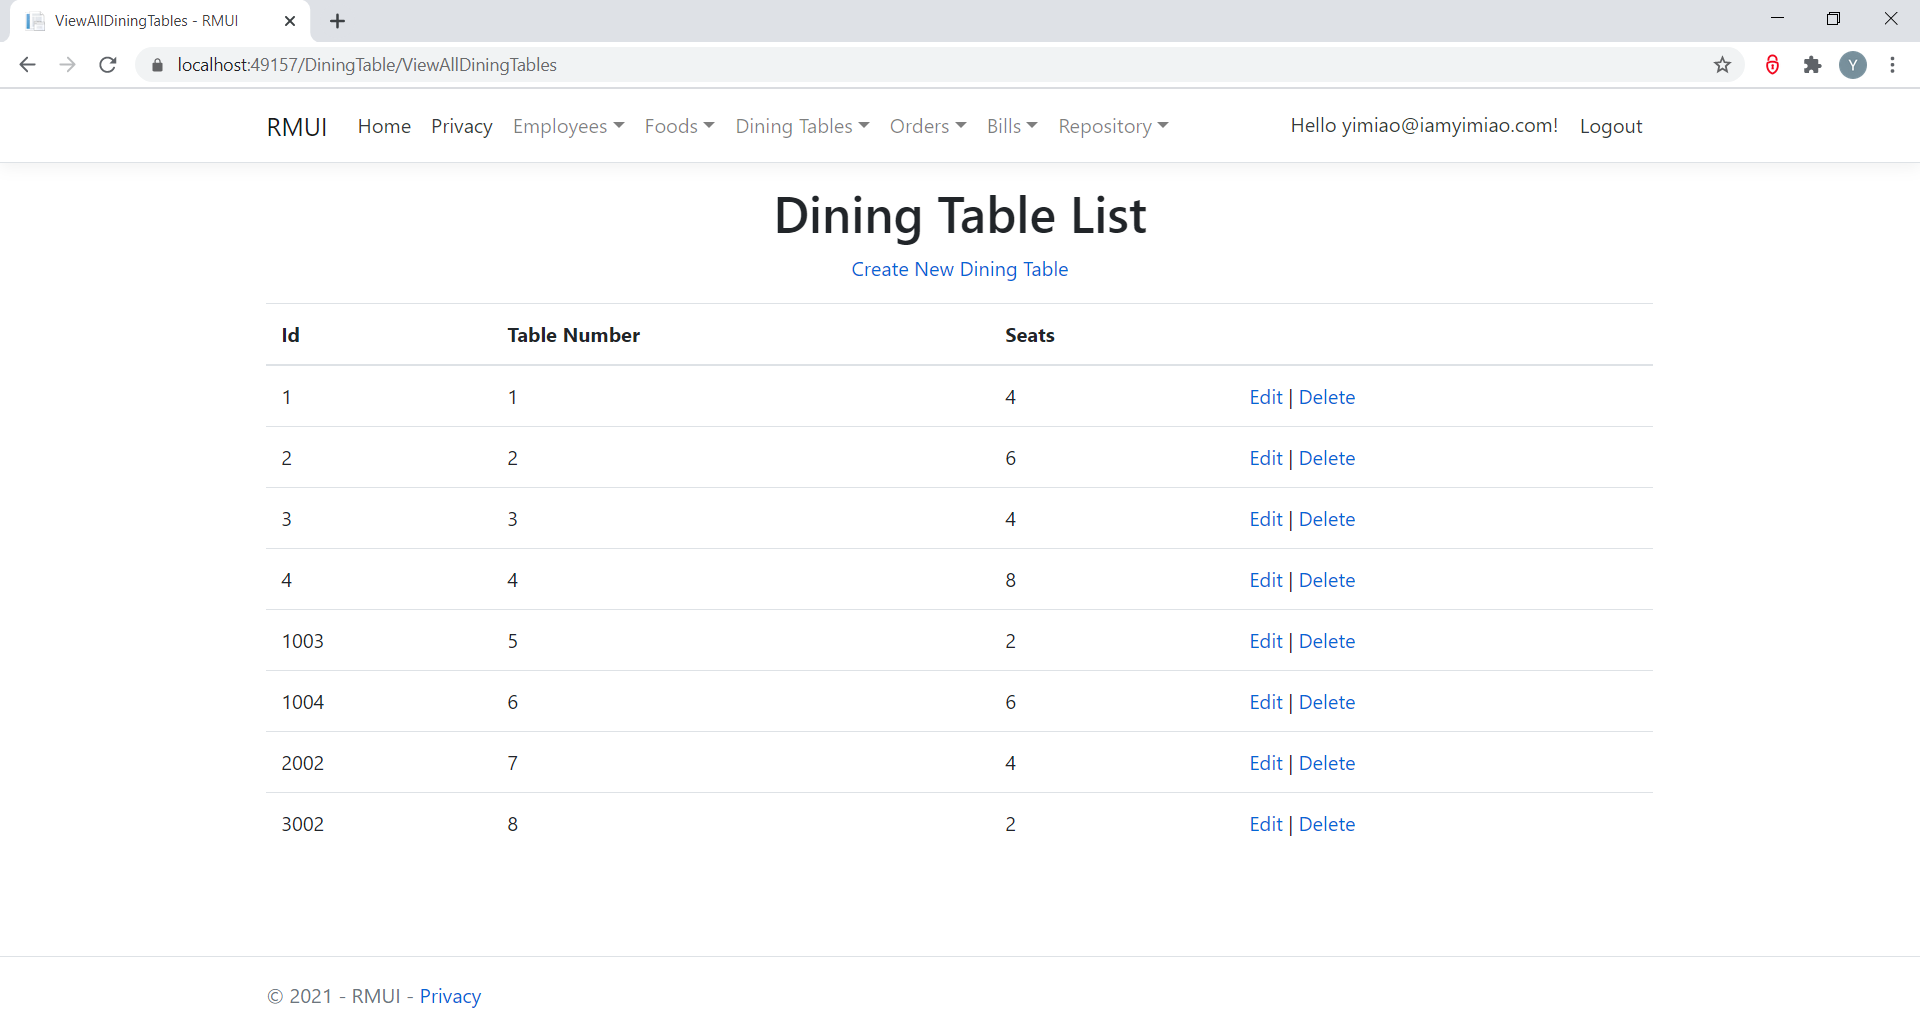 ViewAllDiningTables - RMUI
localhost:49157/DiningTable/ViewAllDiningTables
Y
RMUI Home Privacy Employees Foods Dining Tables Orders Bills Repository Hello yimiao@iamyimiao.com! Logout
Dining Table List
Create New Dining Table
Id Table Number Seats
1 1 4 Edit | Delete
2 2 6 Edit | Delete
3 3 4 Edit | Delete
4 4 8 Edit | Delete
1003 5 2 Edit | Delete
1004 6 6 Edit | Delete
2002 7 4 Edit | Delete
3002 8 2 Edit | Delete
© 2021 - RMUI - Privacy